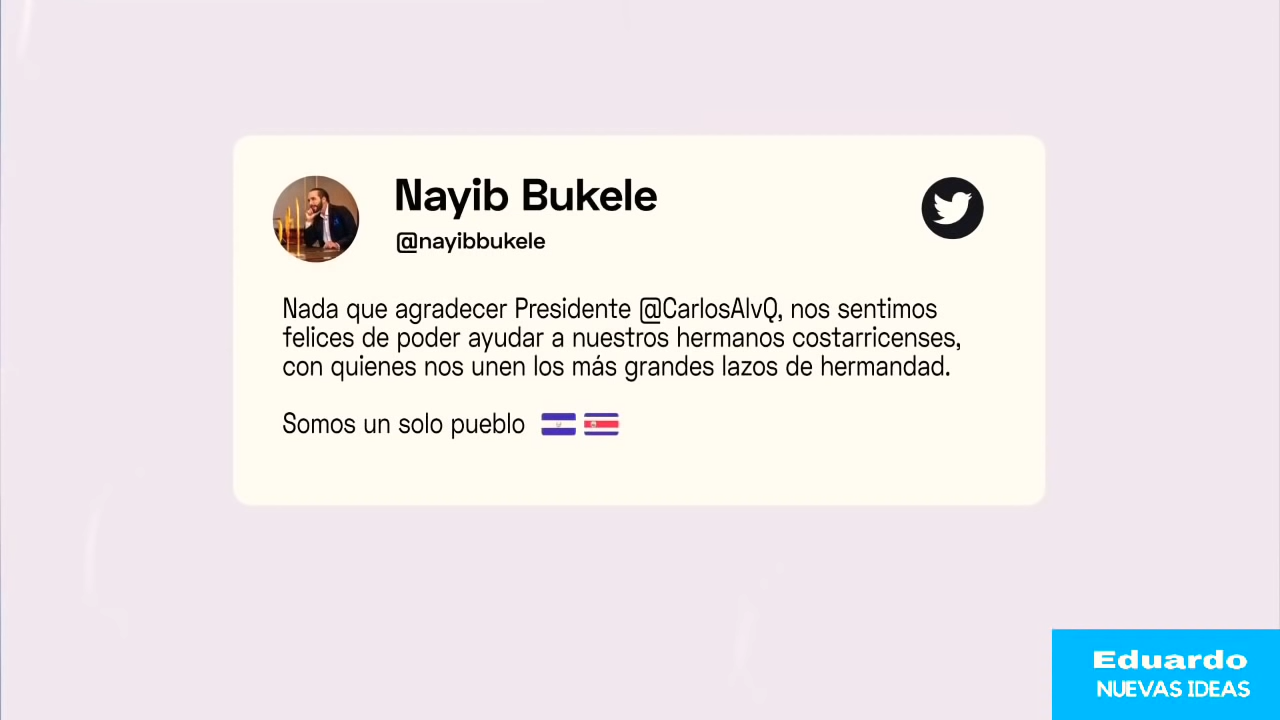 Nayib Bukele
@nayibbukele
Nada que agradecer Presidente @CarlosAlvQ, nos sentimos
felices de poder ayudar a nuestros hermanos costarricenses,
con quienes nos unen los más grandes lazos de hermandad.
Somos un solo pueblo 🇸🇻 🇨🇷
Eduardo
NUEVAS IDEAS